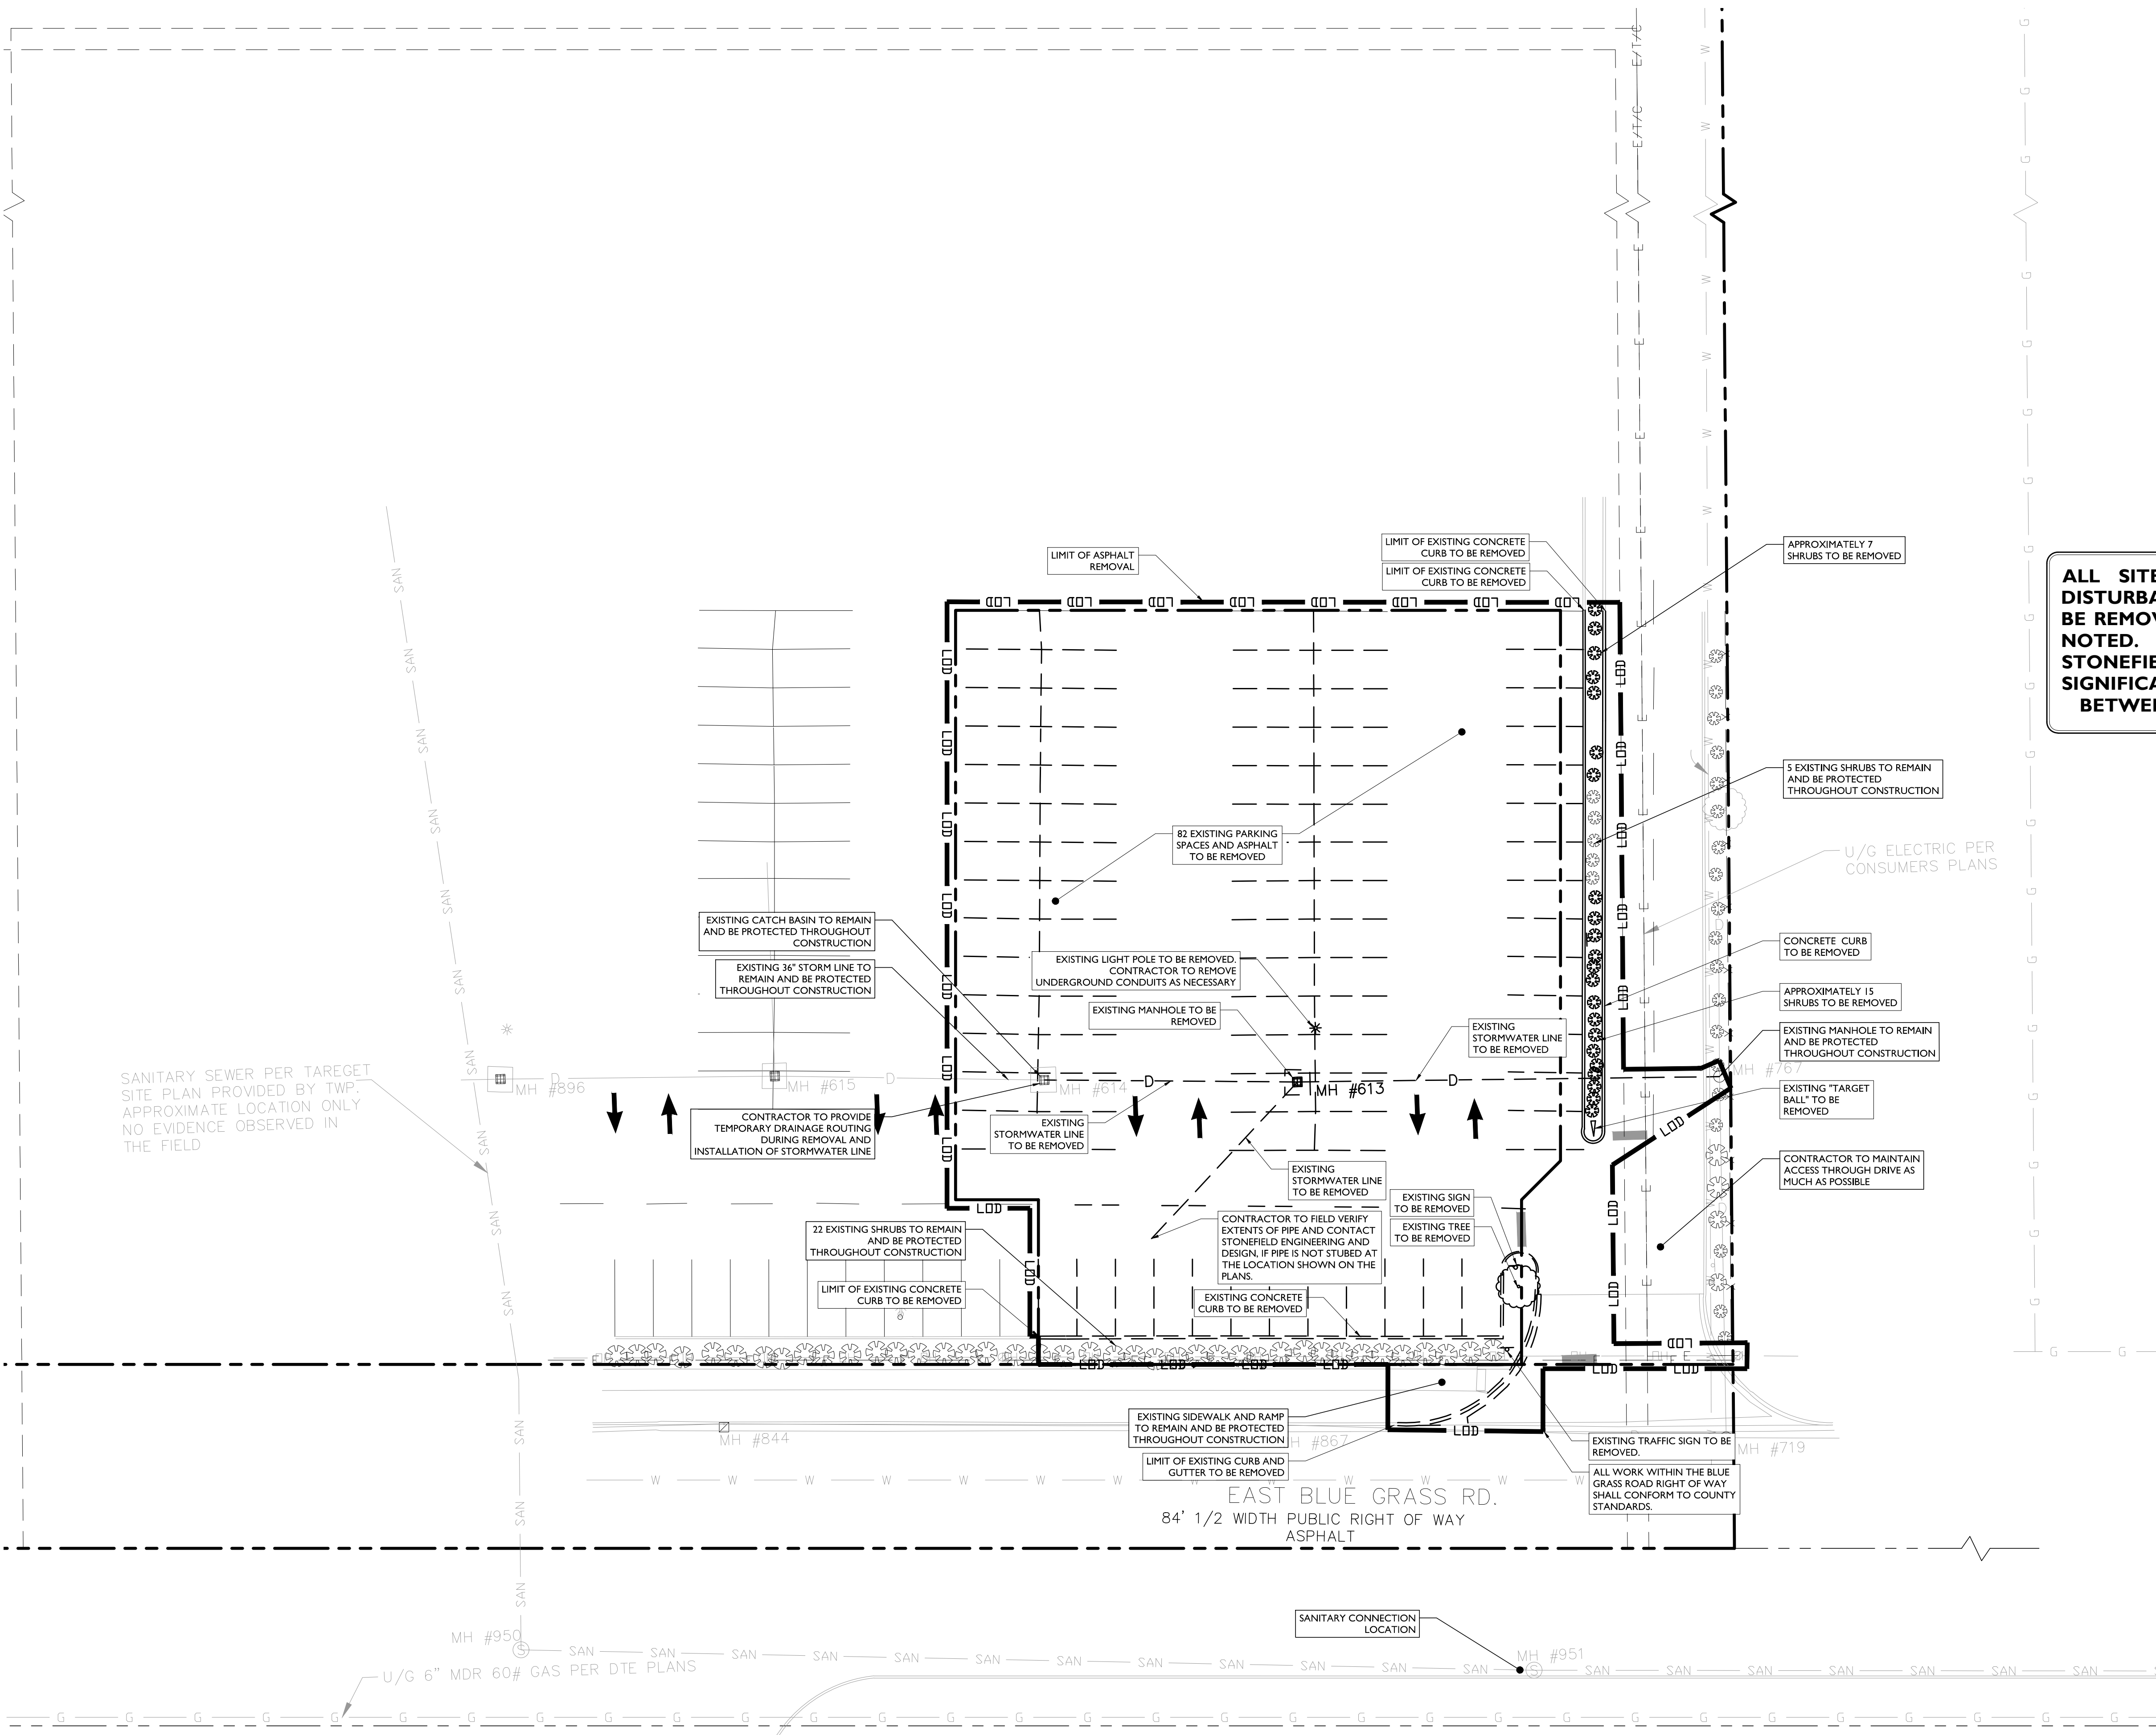 E/T/C
E/T/C
LIMIT OF ASPHALT
REMOVAL
LIMIT OF EXISTING CONCRETE
CURB TO BE REMOVED
LIMIT OF EXISTING CONCRETE
CURB TO BE REMOVED
APPROXIMATELY 7
SHRUBS TO BE REMOVED
ALL SITE
NOTED.
5 EXISTING SHRUBS TO REMAIN
AND BE PROTECTED
THROUGHOUT CONSTRUCTION
82 EXISTING PARKING
SPACES AND ASPHALT
TO BE REMOVED
U/G ELECTRIC PER
CONSUMERS PLANS
EXISTING CATCH BASIN TO REMAIN
AND BE PROTECTED THROUGHOUT
CONSTRUCTION
EXISTING 36" STORM LINE TO
REMAIN AND BE PROTECTED
THROUGHOUT CONSTRUCTION
EXISTING LIGHT POLE TO BE REMOVED.
CONTRACTOR TO REMOVE
UNDERGROUND CONDUITS AS NECESSARY
EXISTING MANHOLE TO BE
REMOVED
EXISTING
STORMWATER LINE
TO BE REMOVED
CONCRETE CURB
TO BE REMOVED
APPROXIMATELY 15
SHRUBS TO BE REMOVED
EXISTING MANHOLE TO REMAIN
AND BE PROTECTED
THROUGHOUT CONSTRUCTION
MH #767
EXISTING "TARGET
BALL" TO BE
REMOVED
SANITARY SEWER PER TAREGET
SITE PLAN PROVIDED BY TWP.
APPROXIMATE LOCATION ONLY
NO EVIDENCE OBSERVED IN
THE FIELD
MH #896
MH #615
MH #614
MH #613
CONTRACTOR TO PROVIDE
TEMPORARY DRAINAGE ROUTING
DURING REMOVAL AND
INSTALLATION OF STORMWATER LINE
EXISTING
STORMWATER LINE
TO BE REMOVED
EXISTING
STORMWATER LINE
TO BE REMOVED
CONTRACTOR TO MAINTAIN
ACCESS THROUGH DRIVE AS
MUCH AS POSSIBLE
22 EXISTING SHRUBS TO REMAIN
AND BE PROTECTED
THROUGHOUT CONSTRUCTION
CONTRACTOR TO FIELD VERIFY
EXTENTS OF PIPE AND CONTACT
STONEFIELD ENGINEERING AND
DESIGN, IF PIPE IS NOT STUBED AT
THE LOCATION SHOWN ON THE
PLANS.
EXISTING SIGN
TO BE REMOVED
EXISTING TREE
TO BE REMOVED
LIMIT OF EXISTING CONCRETE
CURB TO BE REMOVED
EXISTING CONCRETE
CURB TO BE REMOVED
EXISTING SIDEWALK AND RAMP
TO REMAIN AND BE PROTECTED
THROUGHOUT CONSTRUCTION
LIMIT OF EXISTING CURB AND
GUTTER TO BE REMOVED
MH #844
#867
EXISTING TRAFFIC SIGN TO BE
REMOVED.
MH #719
ALL WORK WITHIN THE BLUE
GRASS ROAD RIGHT OF WAY
SHALL CONFORM TO COUNTY
STANDARDS.
EAST BLUE GRASS RD.
84' 1/2 WIDTH PUBLIC RIGHT OF WAY
ASPHALT
SANITARY CONNECTION
LOCATION
MH #950
MH #951
U/G 6" MDR 60# GAS PER DTE PLANS